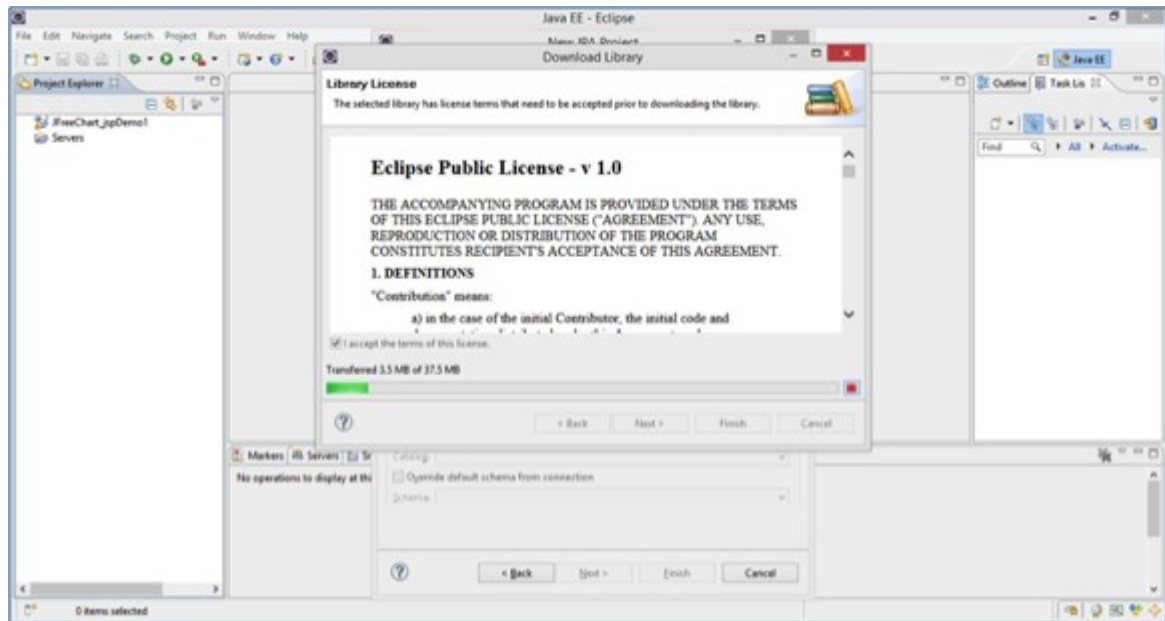 Java EE - Eclipse
File Edit Navigate Search Project Run Window Help
New JPA Project
Download Library
Java EE
Project Explorer
Outline Task Lis
Library License
The selected library has license terms that need to be accepted prior to downloading the library.
JFreeChart_jspDemo1
Servers
Find All Activate...
Eclipse Public License - v 1.0
THE ACCOMPANYING PROGRAM IS PROVIDED UNDER THE TERMS
OF THIS ECLIPSE PUBLIC LICENSE ("AGREEMENT"). ANY USE,
REPRODUCTION OR DISTRIBUTION OF THE PROGRAM
CONSTITUTES RECIPIENT'S ACCEPTANCE OF THIS AGREEMENT.
1. DEFINITIONS
"Contribution" means:
a) in the case of the initial Contributor, the initial code and
I accept the terms of this license.
Transferred 3.5 MB of 37.5 MB
< Back Next > Finish Cancel
Markers Servers
Catalog:
No operations to display at thi
Override default schema from connection
Schema:
< Back Next > Finish Cancel
0 items selected